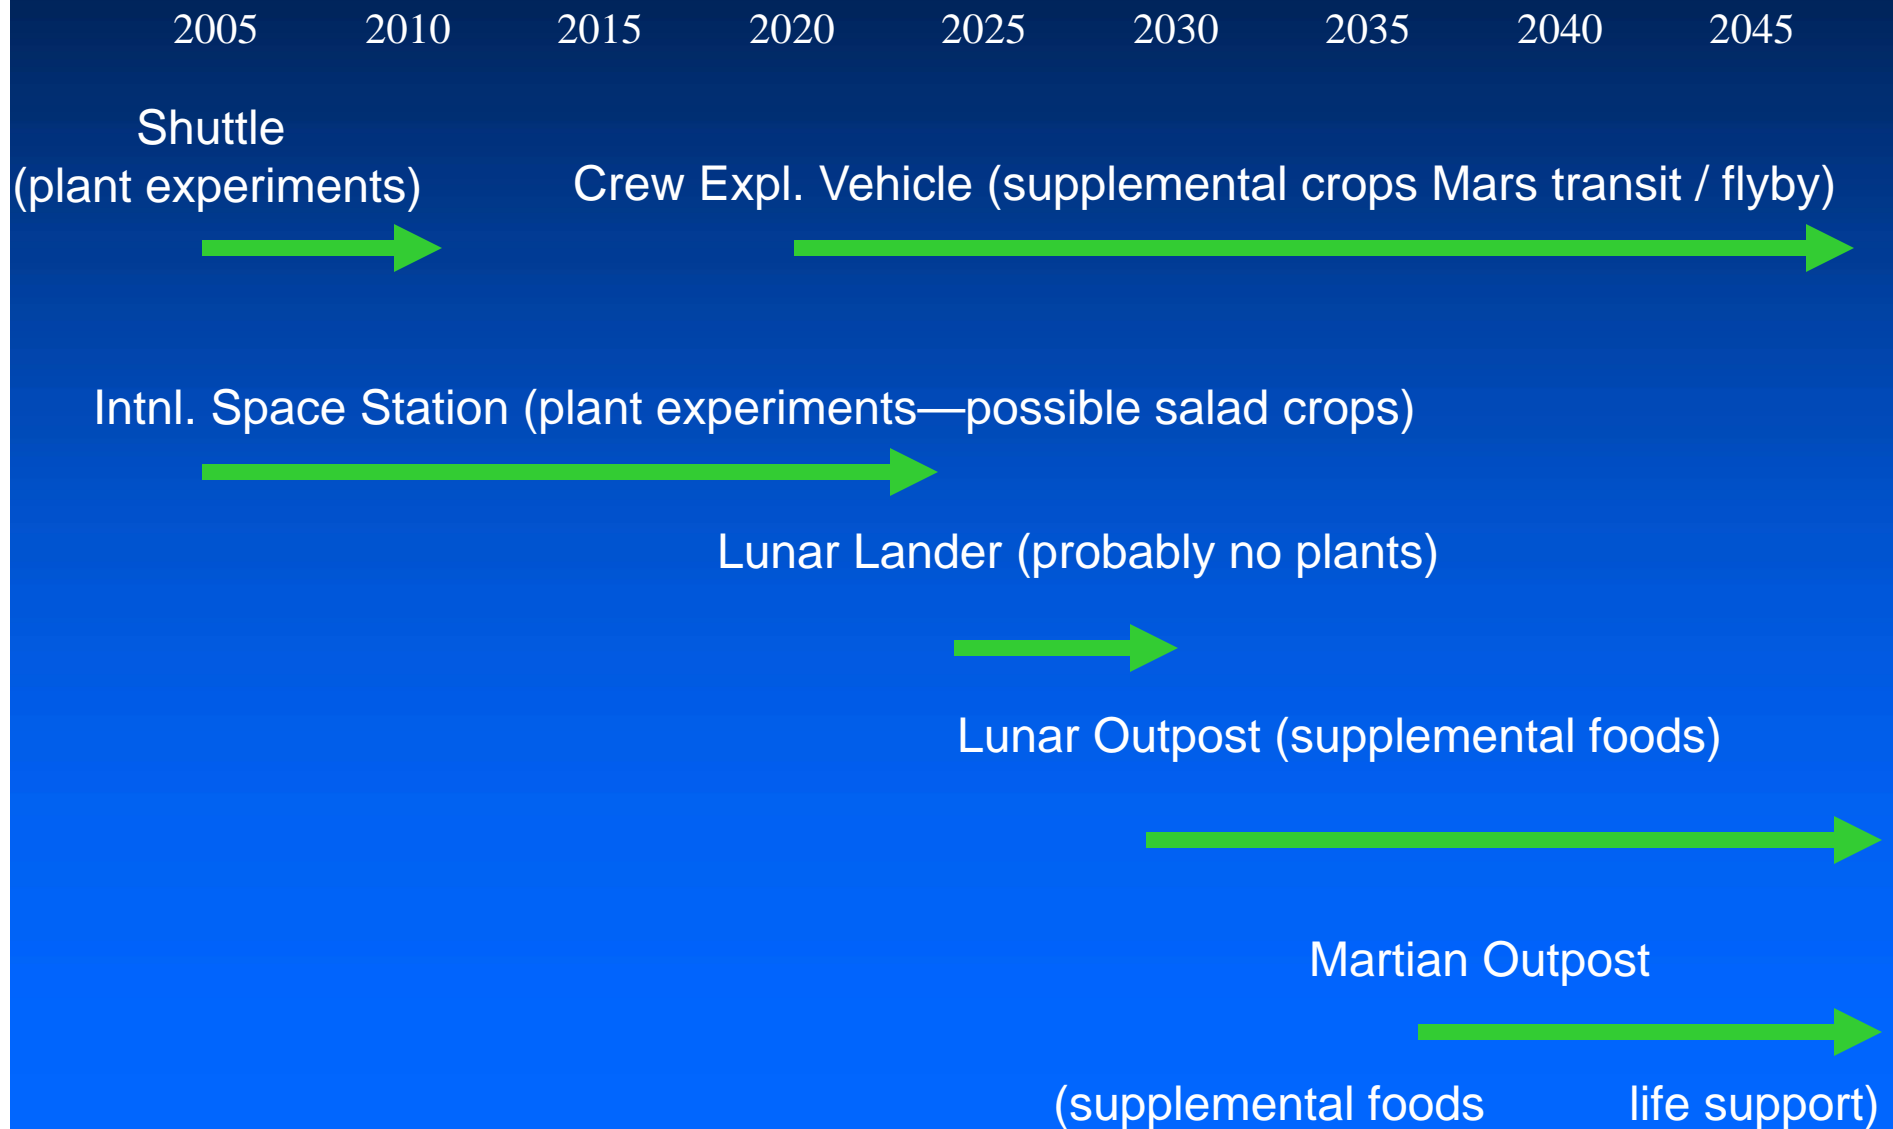 2005 2010 2015 2020 2025 2030 2035 2040 2045
Shuttle
(plant experiments)
Crew Expl. Vehicle (supplemental crops Mars transit / flyby)
Intnl. Space Station (plant experiments—possible salad crops)
Lunar Lander (probably no plants)
Lunar Outpost (supplemental foods)
Martian Outpost
(supplemental foods life support)